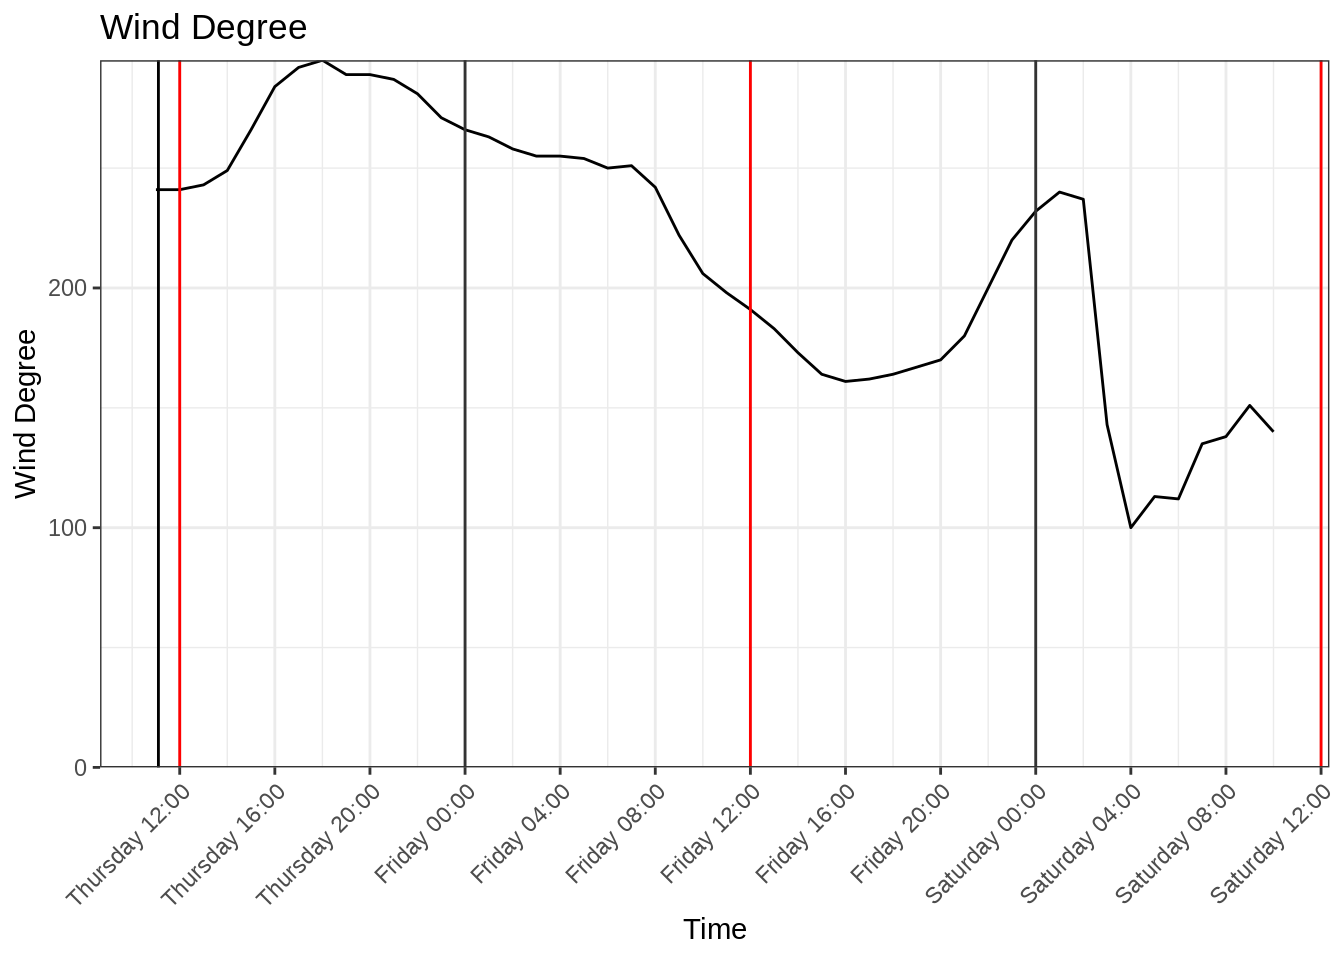 Wind Degree
Wind Degree
200
100
0
Thursday 12:00
Thursday 16:00
Thursday 20:00
Friday 00:00
Friday 04:00
Friday 08:00
Friday 12:00
Friday 16:00
Friday 20:00
Saturday 00:00
Saturday 04:00
Saturday 08:00
Saturday 12:00
Time